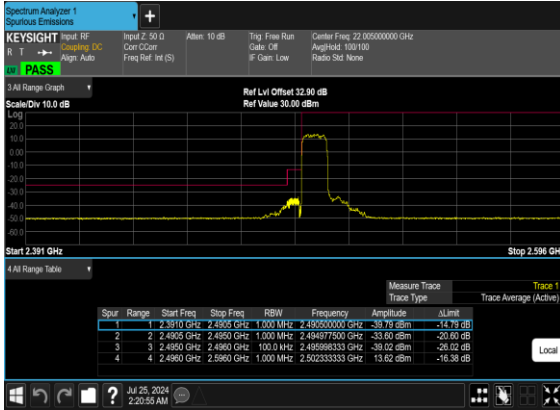 Spectrum Analyzer 1
Spurious Emissions
+
KEYSIGHT Input: RF Input Z: 50 Ω Atten: 10 dB Trig: Free Run Center Freq: 22.005000000 GHz
R T Coupling: DC Corr CCorr Gate: Off Avg|Hold: 100/100
Align: Auto Freq Ref: Int (S) IF Gain: Low Radio Std: None
PASS
3 All Range Graph
Ref Lvl Offset 32.90 dB
Scale/Div 10.0 dB Ref Value 30.00 dBm
Log
20.0
10.0
0.00
-10.0
-20.0
-30.0
-40.0
-50.0
-60.0
Start 2.391 GHz Stop 2.596 GH
4 All Range Table
Measure Trace Trace 1
Trace Type Trace Average (Active)
Spur Range Start Freq Stop Freq RBW Frequency Amplitude ΔLimit
1 1 2.3910 GHz 2.4905 GHz 1.000 MHz 2.490500000 GHz -39.79 dBm -14.79 dB
2 2 2.4905 GHz 2.4950 GHz 1.000 MHz 2.494977500 GHz -33.60 dBm -20.60 dB
3 3 2.4950 GHz 2.4960 GHz 100.0 kHz 2.495998333 GHz -39.02 dBm -26.02 dB
4 4 2.4960 GHz 2.5960 GHz 1.000 MHz 2.502333333 GHz 13.62 dBm -16.38 dB
Local
? Jul 25, 2024
2:20:55 AM